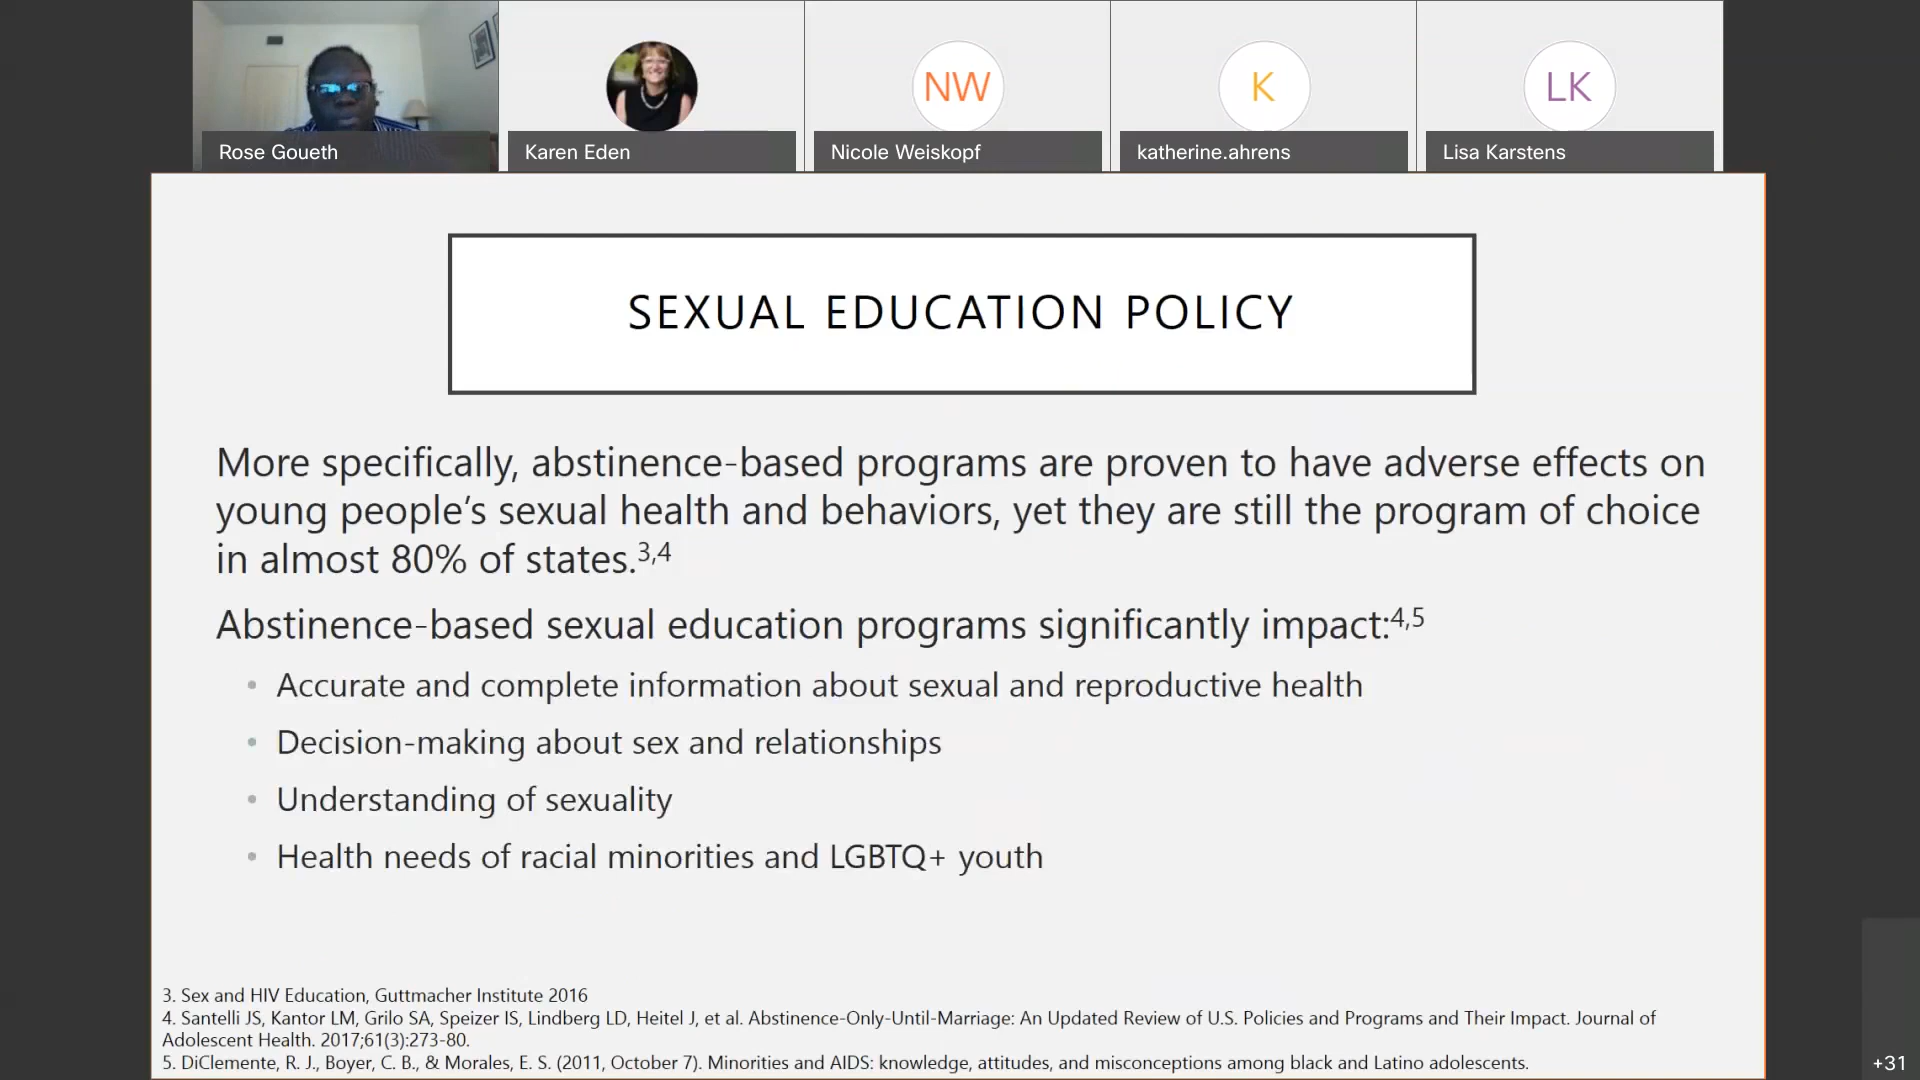 Rose Goueth
Karen Eden
NW
Nicole Weiskopf
K
katherine.ahrens
LK
Lisa Karstens
SEXUAL EDUCATION POLICY
More specifically, abstinence-based programs are proven to have adverse effects on
young people's sexual health and behaviors, yet they are still the program of choice
in almost 80% of states.3,4
Abstinence-based sexual education programs significantly impact:4,5
• Accurate and complete information about sexual and reproductive health
• Decision-making about sex and relationships
• Understanding of sexuality
• Health needs of racial minorities and LGBTQ+ youth
3. Sex and HIV Education, Guttmacher Institute 2016
4. Santelli JS, Kantor LM, Grilo SA, Speizer IS, Lindberg LD, Heitel J, et al. Abstinence-Only-Until-Marriage: An Updated Review of U.S. Policies and Programs and Their Impact. Journal of
Adolescent Health. 2017;61(3):273-80.
5. DiClemente, R. J., Boyer, C. B., & Morales, E. S. (2011, October 7). Minorities and AIDS: knowledge, attitudes, and misconceptions among black and Latino adolescents.
+31